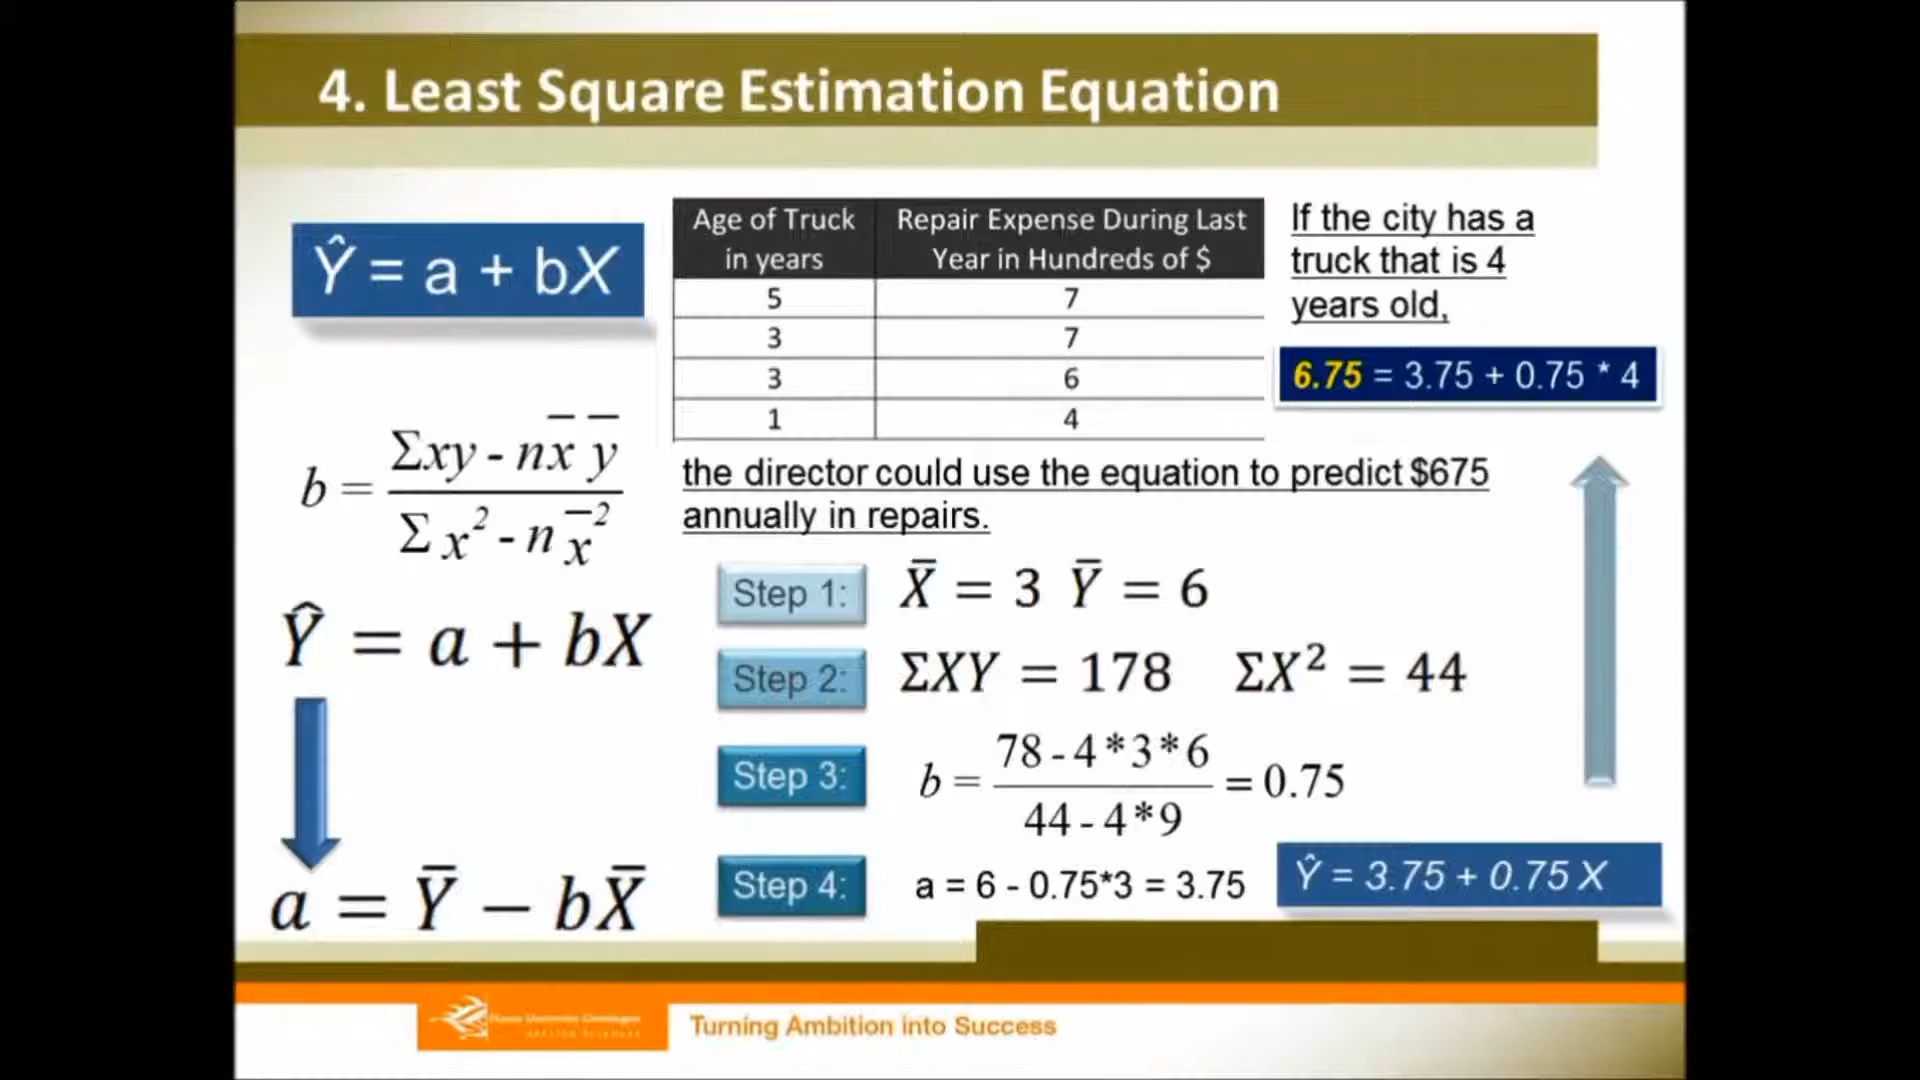 4. Least Square Estimation Equation
Ŷ = a + bX
Age of Truck in years | Repair Expense During Last Year in Hundreds of $
5 | 7
3 | 7
3 | 6
1 | 4
If the city has a
truck that is 4
years old,
6.75 = 3.75 + 0.75 * 4
the director could use the equation to predict $675
annually in repairs.
b = (Σxy - nx̅ y̅) / (Σx² - nx̅²)
Ŷ = a + bX
a = Y̅ − bX̅
Step 1: X̅ = 3 Y̅ = 6
Step 2: ΣXY = 178 ΣX² = 44
Step 3: b = (78 - 4*3*6) / (44 - 4*9) = 0.75
Step 4: a = 6 - 0.75*3 = 3.75
Ŷ = 3.75 + 0.75 X
Turning Ambition into Success